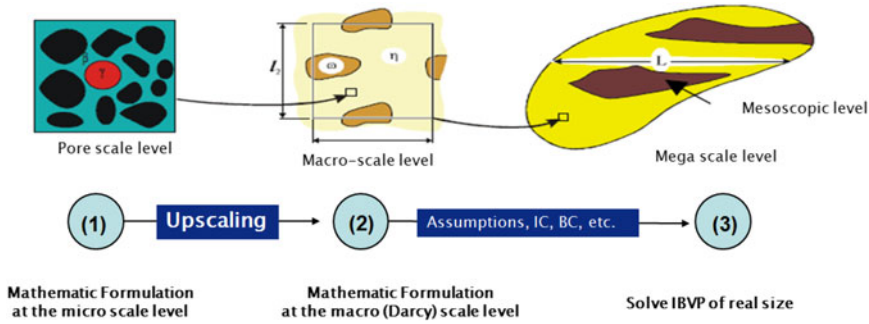 β
γ
l₂
ω
η
L
Mesoscopic level
Pore scale level
Macro-scale level
Mega scale level
(1)
Upscaling
(2)
Assumptions, IC, BC, etc.
(3)
Mathematic Formulation
at the micro scale level
Mathematic Formulation
at the macro (Darcy) scale level
Solve IBVP of real size